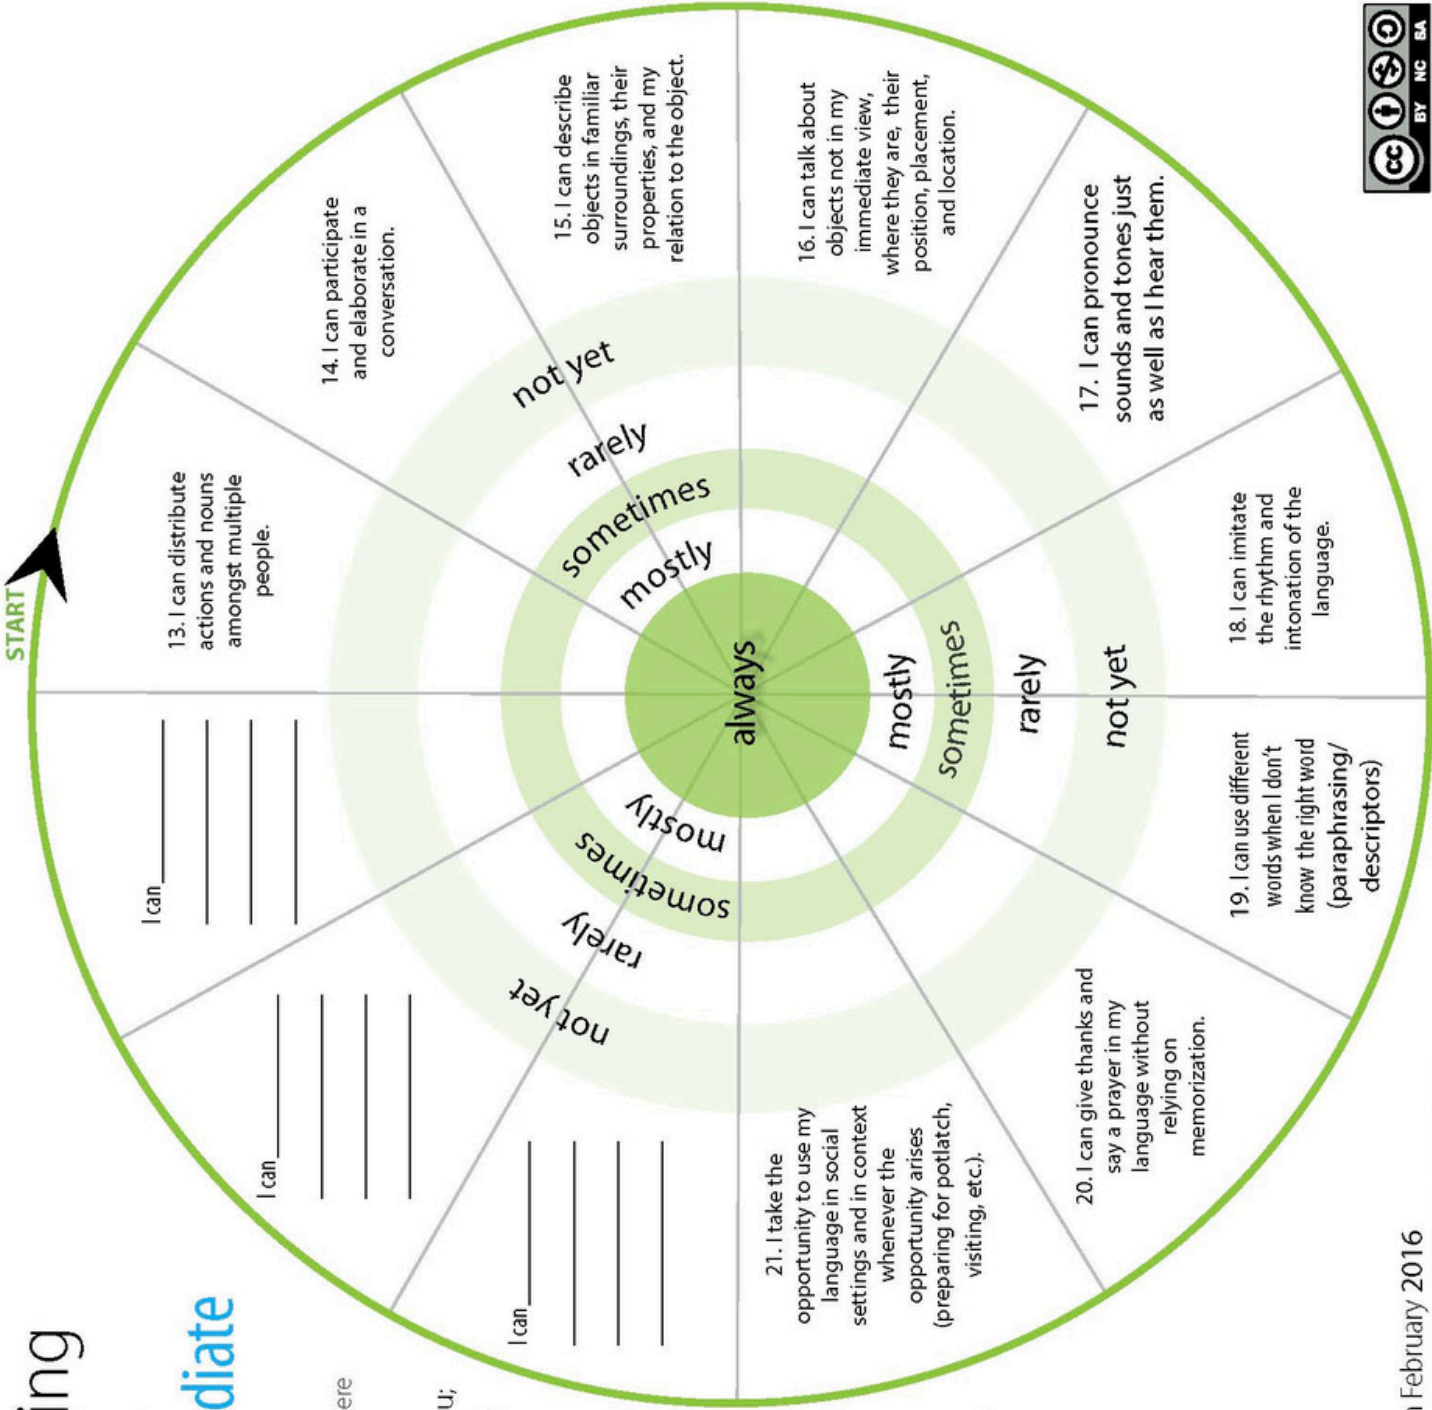 ing
diate
ere
u;
START
13. I can distribute
actions and nouns
amongst multiple
people.
14. I can participate
and elaborate in a
conversation.
15. I can describe
objects in familiar
surroundings, their
properties, and my
relation to the object.
16. I can talk about
objects not in my
immediate view,
where they are, their
position, placement,
and location.
17. I can pronounce
sounds and tones just
as well as I hear them.
18. I can imitate
the rhythm and
intonation of the
language.
19. I can use different
words when I don't
know the right word
(paraphrasing/
descriptors)
20. I can give thanks and
say a prayer in my
language without
relying on
memorization.
21. I take the
opportunity to use my
language in social
settings and in context
whenever the
opportunity arises
(preparing for potlatch,
visiting, etc.).
I can
I can
I can
not yet
rarely
sometimes
mostly
always
mostly
sometimes
rarely
not yet
mostly
sometimes
rarely
not yet
February 2016
cc
BY NC SA